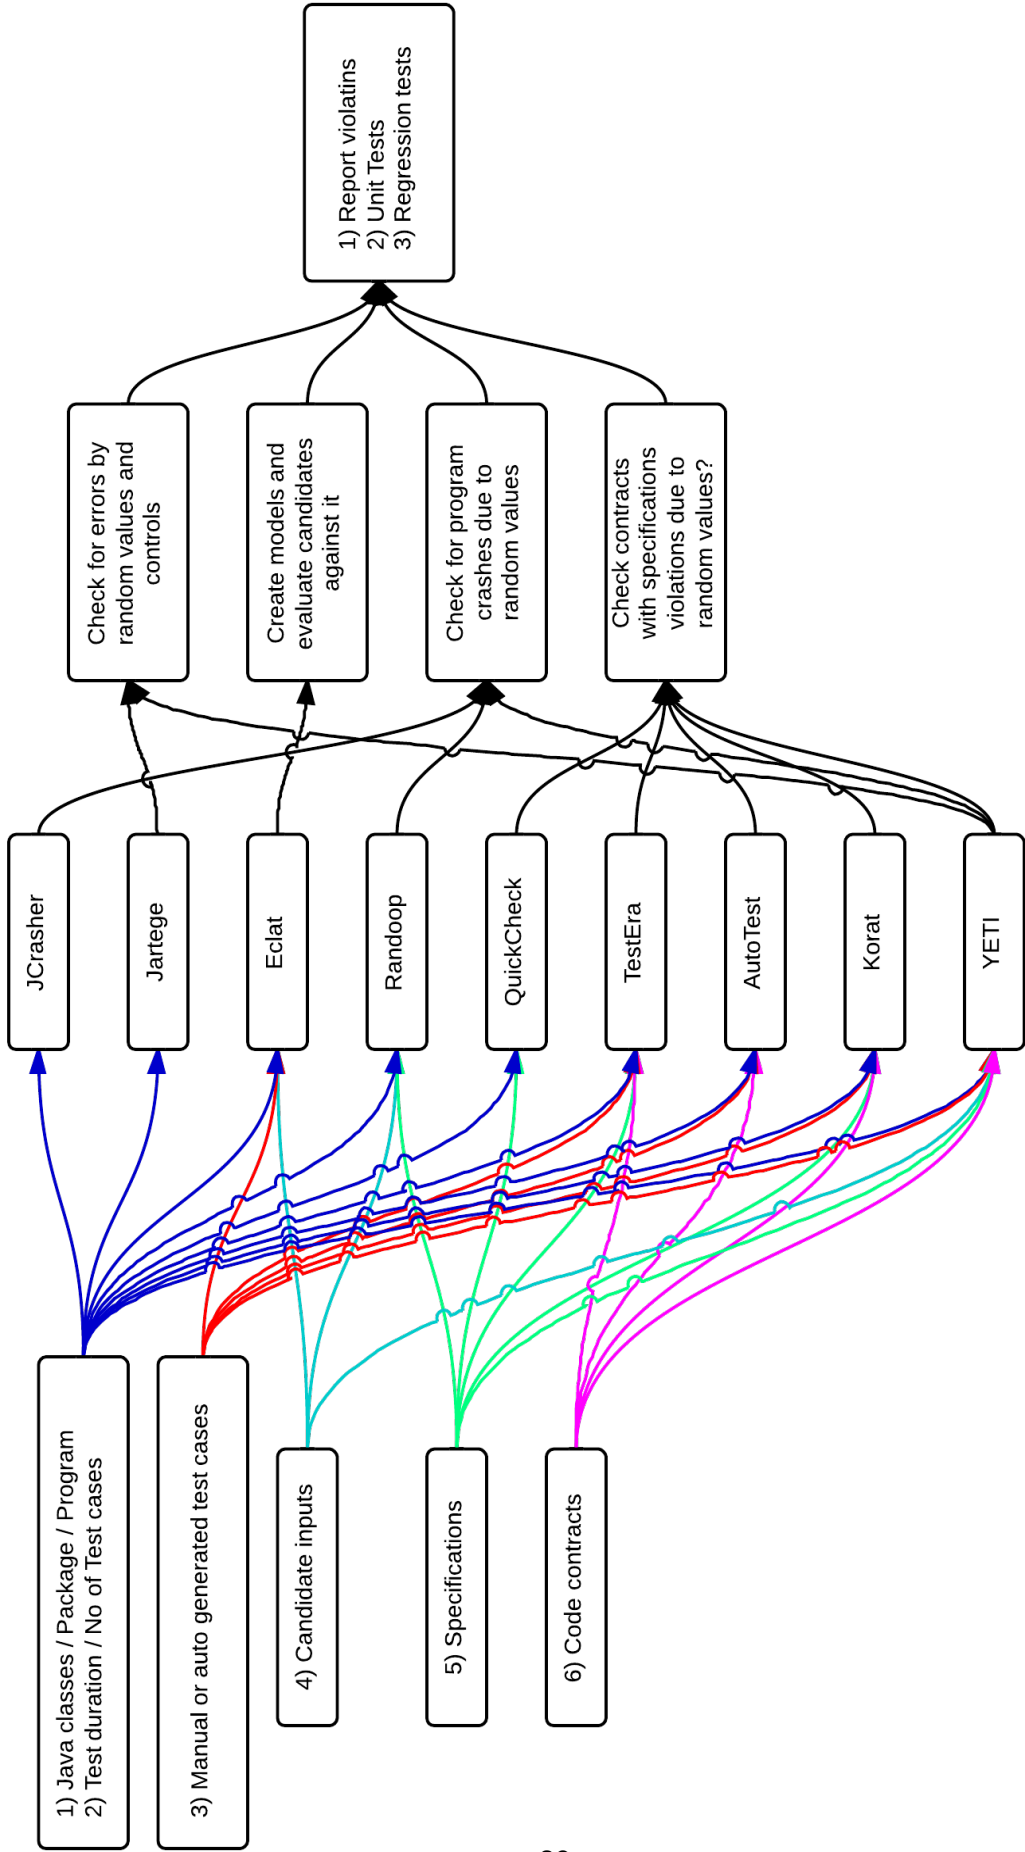 1) Java classes / Package / Program
2) Test duration / No of Test cases
3) Manual or auto generated test cases
4) Candidate inputs
5) Specifications
6) Code contracts
JCrasher
Jartege
Eclat
Randoop
QuickCheck
TestEra
AutoTest
Korat
YETI
Check for errors by
random values and
controls
Create models and
evaluate candidates
against it
Check for program
crashes due to
random values
Check contracts
with specifications
violations due to
random values?
1) Report violatins
2) Unit Tests
3) Regression tests